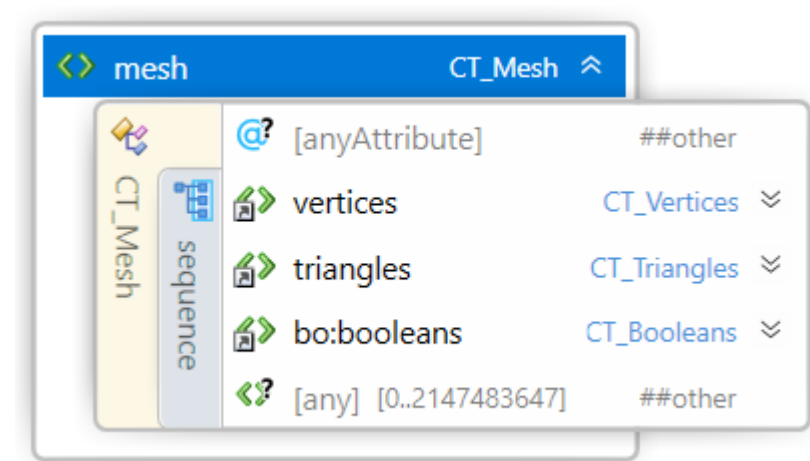 mesh CT_Mesh
[anyAttribute] ##other
CT_Mesh
sequence
vertices CT_Vertices
triangles CT_Triangles
bo:booleans CT_Booleans
[any] [0..2147483647] ##other